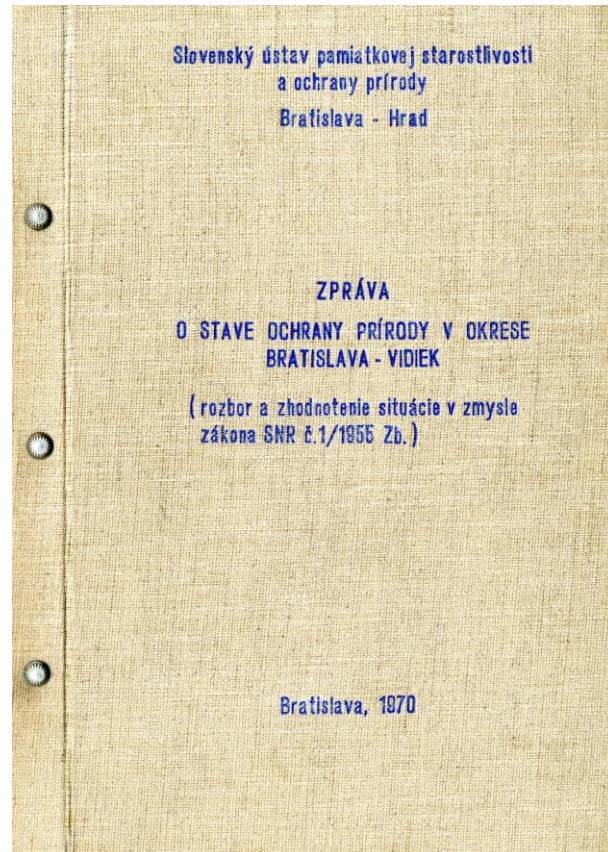 Slovenský ústav pamiatkovej starostlivosti
a ochrany prírody
Bratislava - Hrad
ZPRÁVA
O STAVE OCHRANY PRÍRODY V OKRESE
BRATISLAVA - VIDIEK
(rozbor a zhodnotenie situácie v zmysle
zákona SNR č.1/1955 Zb.)
Bratislava, 1970